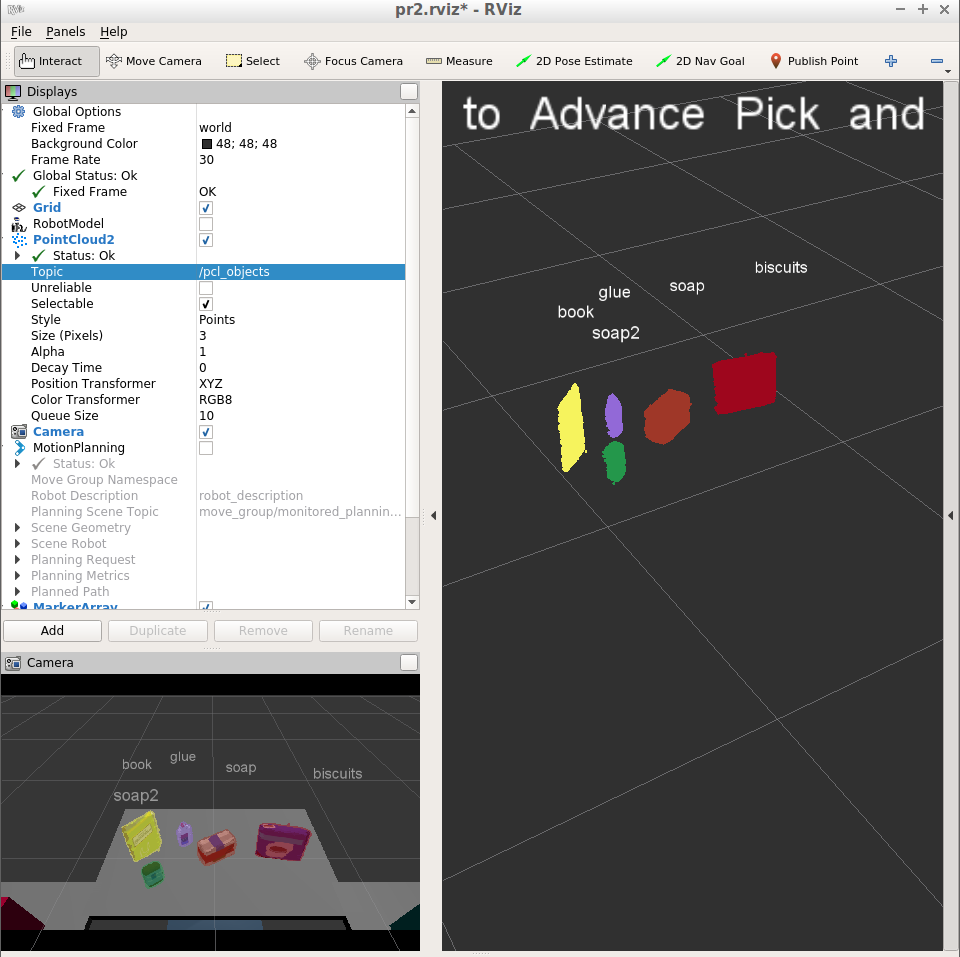 pr2.rviz* - RViz
File Panels Help
Interact Move Camera Select Focus Camera Measure 2D Pose Estimate 2D Nav Goal Publish Point
Displays
Global Options
Fixed Frame world
Background Color 48; 48; 48
Frame Rate 30
Global Status: Ok
Fixed Frame OK
Grid
RobotModel
PointCloud2
Status: Ok
Topic /pcl_objects
Unreliable
Selectable
Style Points
Size (Pixels) 3
Alpha 1
Decay Time 0
Position Transformer XYZ
Color Transformer RGB8
Queue Size 10
Camera
MotionPlanning
Status: Ok
Move Group Namespace
Robot Description robot_description
Planning Scene Topic move_group/monitored_plannin...
Scene Geometry
Scene Robot
Planning Request
Planning Metrics
Planned Path
MarkerArray
Add Duplicate Remove Rename
Camera
book glue soap biscuits
soap2
to Advance Pick and
biscuits
soap
glue
book
soap2